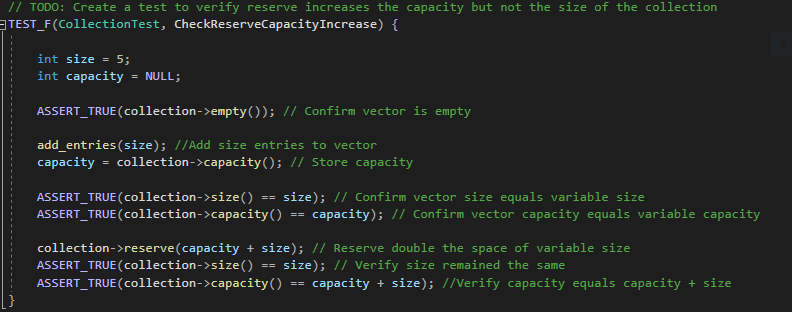 // TODO: Create a test to verify reserve increases the capacity but not the size of the collection
TEST_F(CollectionTest, CheckReserveCapacityIncrease) {
int size = 5;
int capacity = NULL;
ASSERT_TRUE(collection->empty()); // Confirm vector is empty
add_entries(size); //Add size entries to vector
capacity = collection->capacity(); // Store capacity
ASSERT_TRUE(collection->size() == size); // Confirm vector size equals variable size
ASSERT_TRUE(collection->capacity() == capacity); // Confirm vector capacity equals variable capacity
collection->reserve(capacity + size); // Reserve double the space of variable size
ASSERT_TRUE(collection->size() == size); // Verify size remained the same
ASSERT_TRUE(collection->capacity() == capacity + size); //Verify capacity equals capacity + size
}